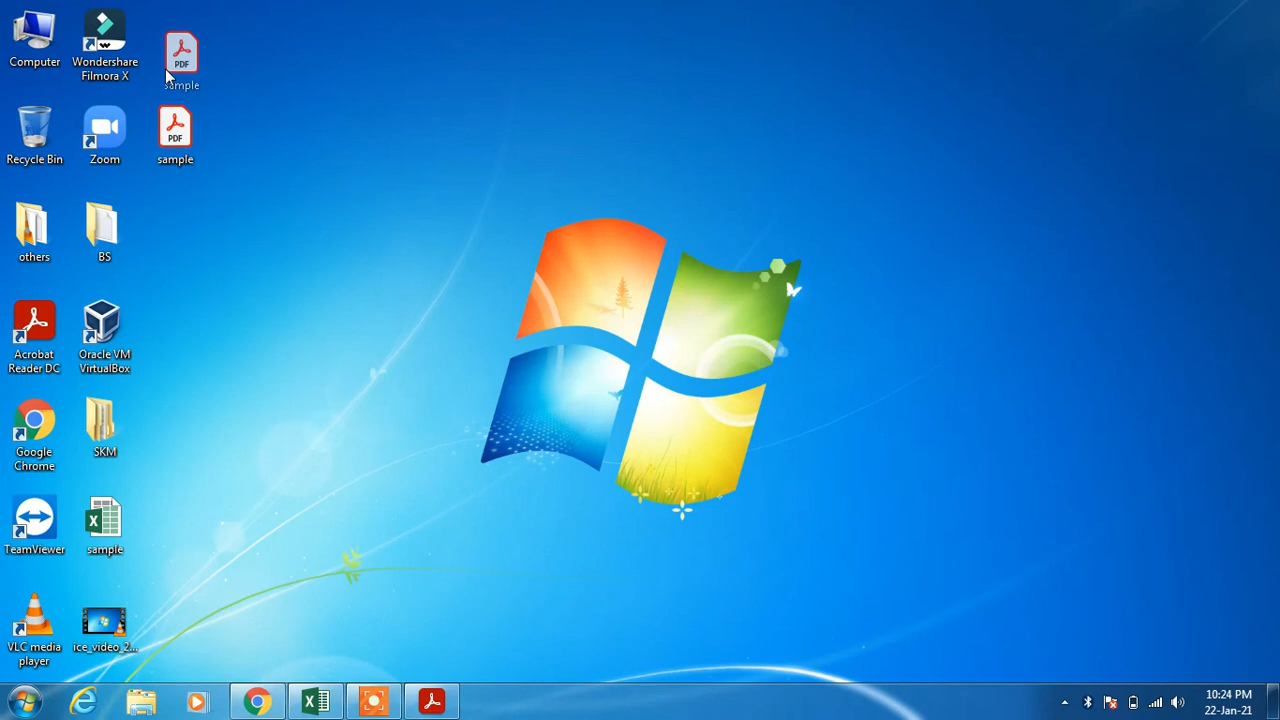 Computer
Wondershare
Filmora X
PDF
sample
Recycle Bin
Zoom
PDF
sample
others
BS
Acrobat
Reader DC
Oracle VM
VirtualBox
Google
Chrome
SKM
TeamViewer
sample
VLC media
player
ice_video_2...
10:24 PM
22-Jan-21